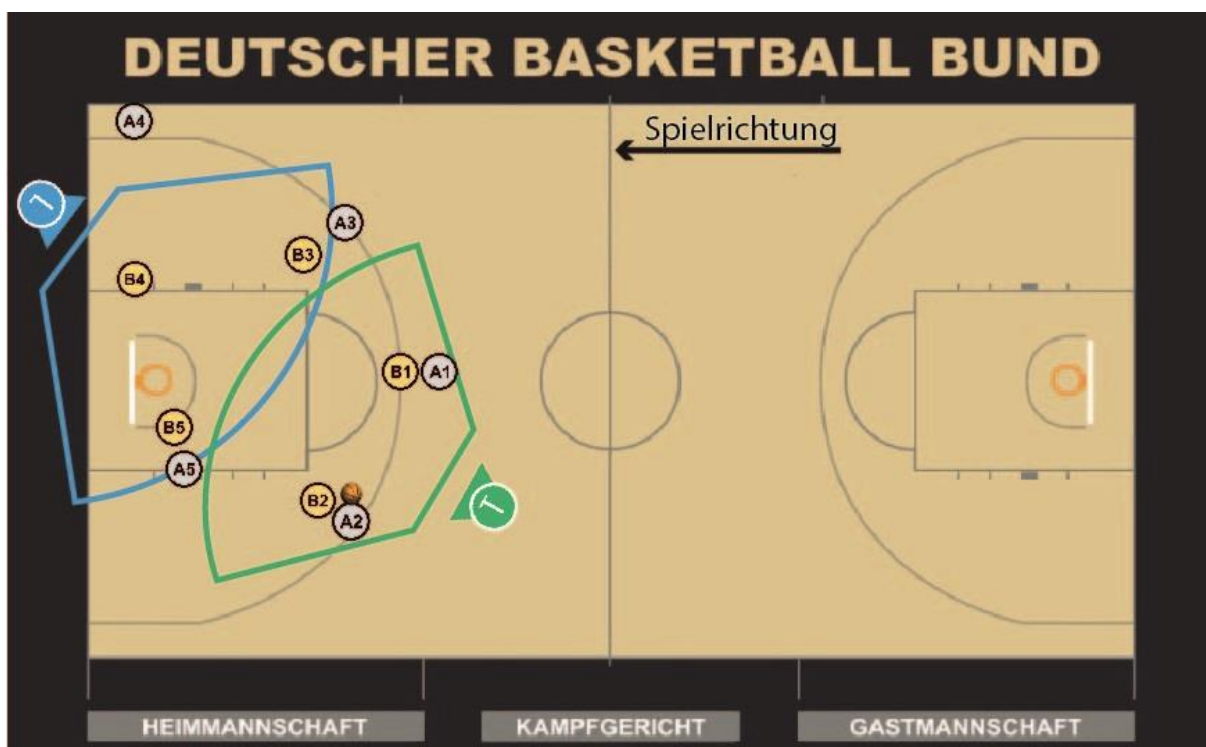 DEUTSCHER BASKETBALL BUND
Spielrichtung
A4
A3
B3
B4
B1 A1
B5
A5
B2
A2
L
T
HEIMMANNSCHAFT KAMPFGERICHT GASTMANNSCHAFT